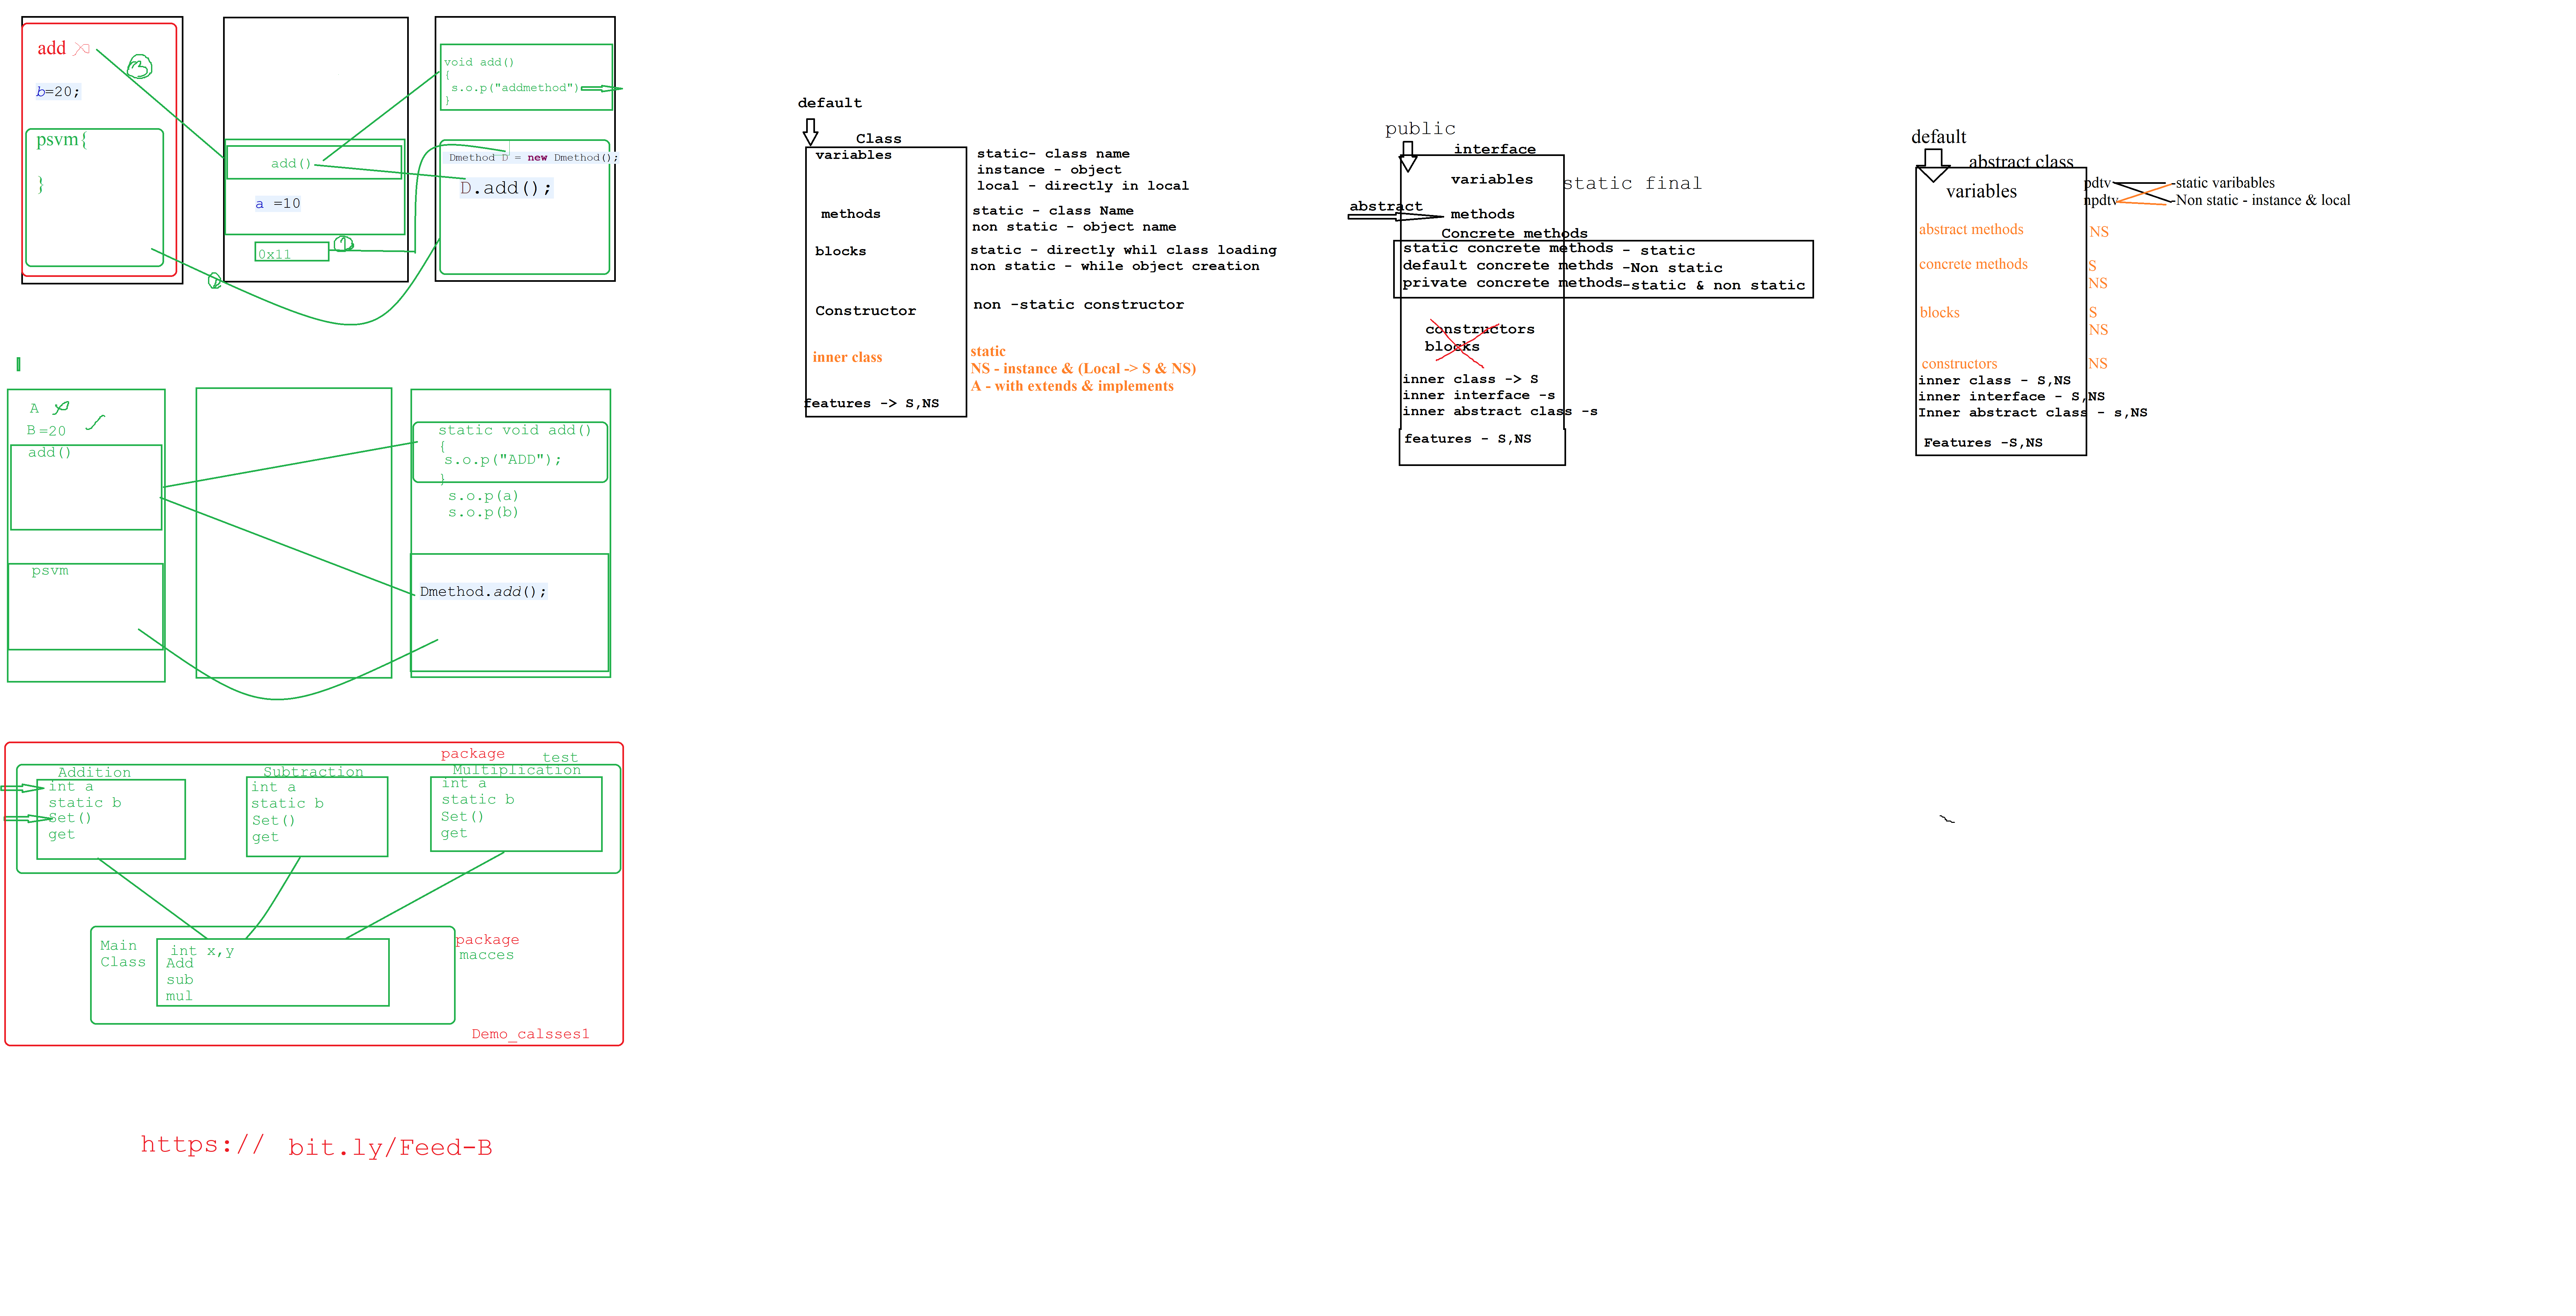 add
3
b=20;
psvm{
}
add()
a =10
0x11
1
2
void add()
{
s.o.p("addmethod")
}
Dmethod D = new Dmethod();
D.add();
A
B=20
add()
psvm
static void add()
{
s.o.p("ADD");
}
s.o.p(a)
s.o.p(b)
Dmethod.add();
package test
Addition
int a
static b
Set()
get
Subtraction
int a
static b
Set()
get
Multiplication
int a
static b
Set()
get
Main
Class
int x,y
Add
sub
mul
package
macces
Demo_calsses1
https:// bit.ly/Feed-B
default
Class
variables
static- class name
instance - object
local - directly in local
methods
static - class Name
non static - object name
blocks
static - directly whil class loading
non static - while object creation
Constructor
non -static constructor
inner class
static
NS - instance & (Local -> S & NS)
A - with extends & implements
features -> S,NS
public
interface
variables
static final
abstract
methods
Concrete methods
static concrete methods - static
default concrete methds -Non static
private concrete methods-static & non static
constructors
blocks
inner class -> S
inner interface -s
inner abstract class -s
features - S,NS
default
abstract class
variables
pdtv -static varibables
npdtv -Non static - instance & local
abstract methods NS
concrete methods S
NS
blocks S
NS
constructors NS
inner class - S,NS
inner interface - S,NS
Inner abstract class - s,NS
Features -S,NS